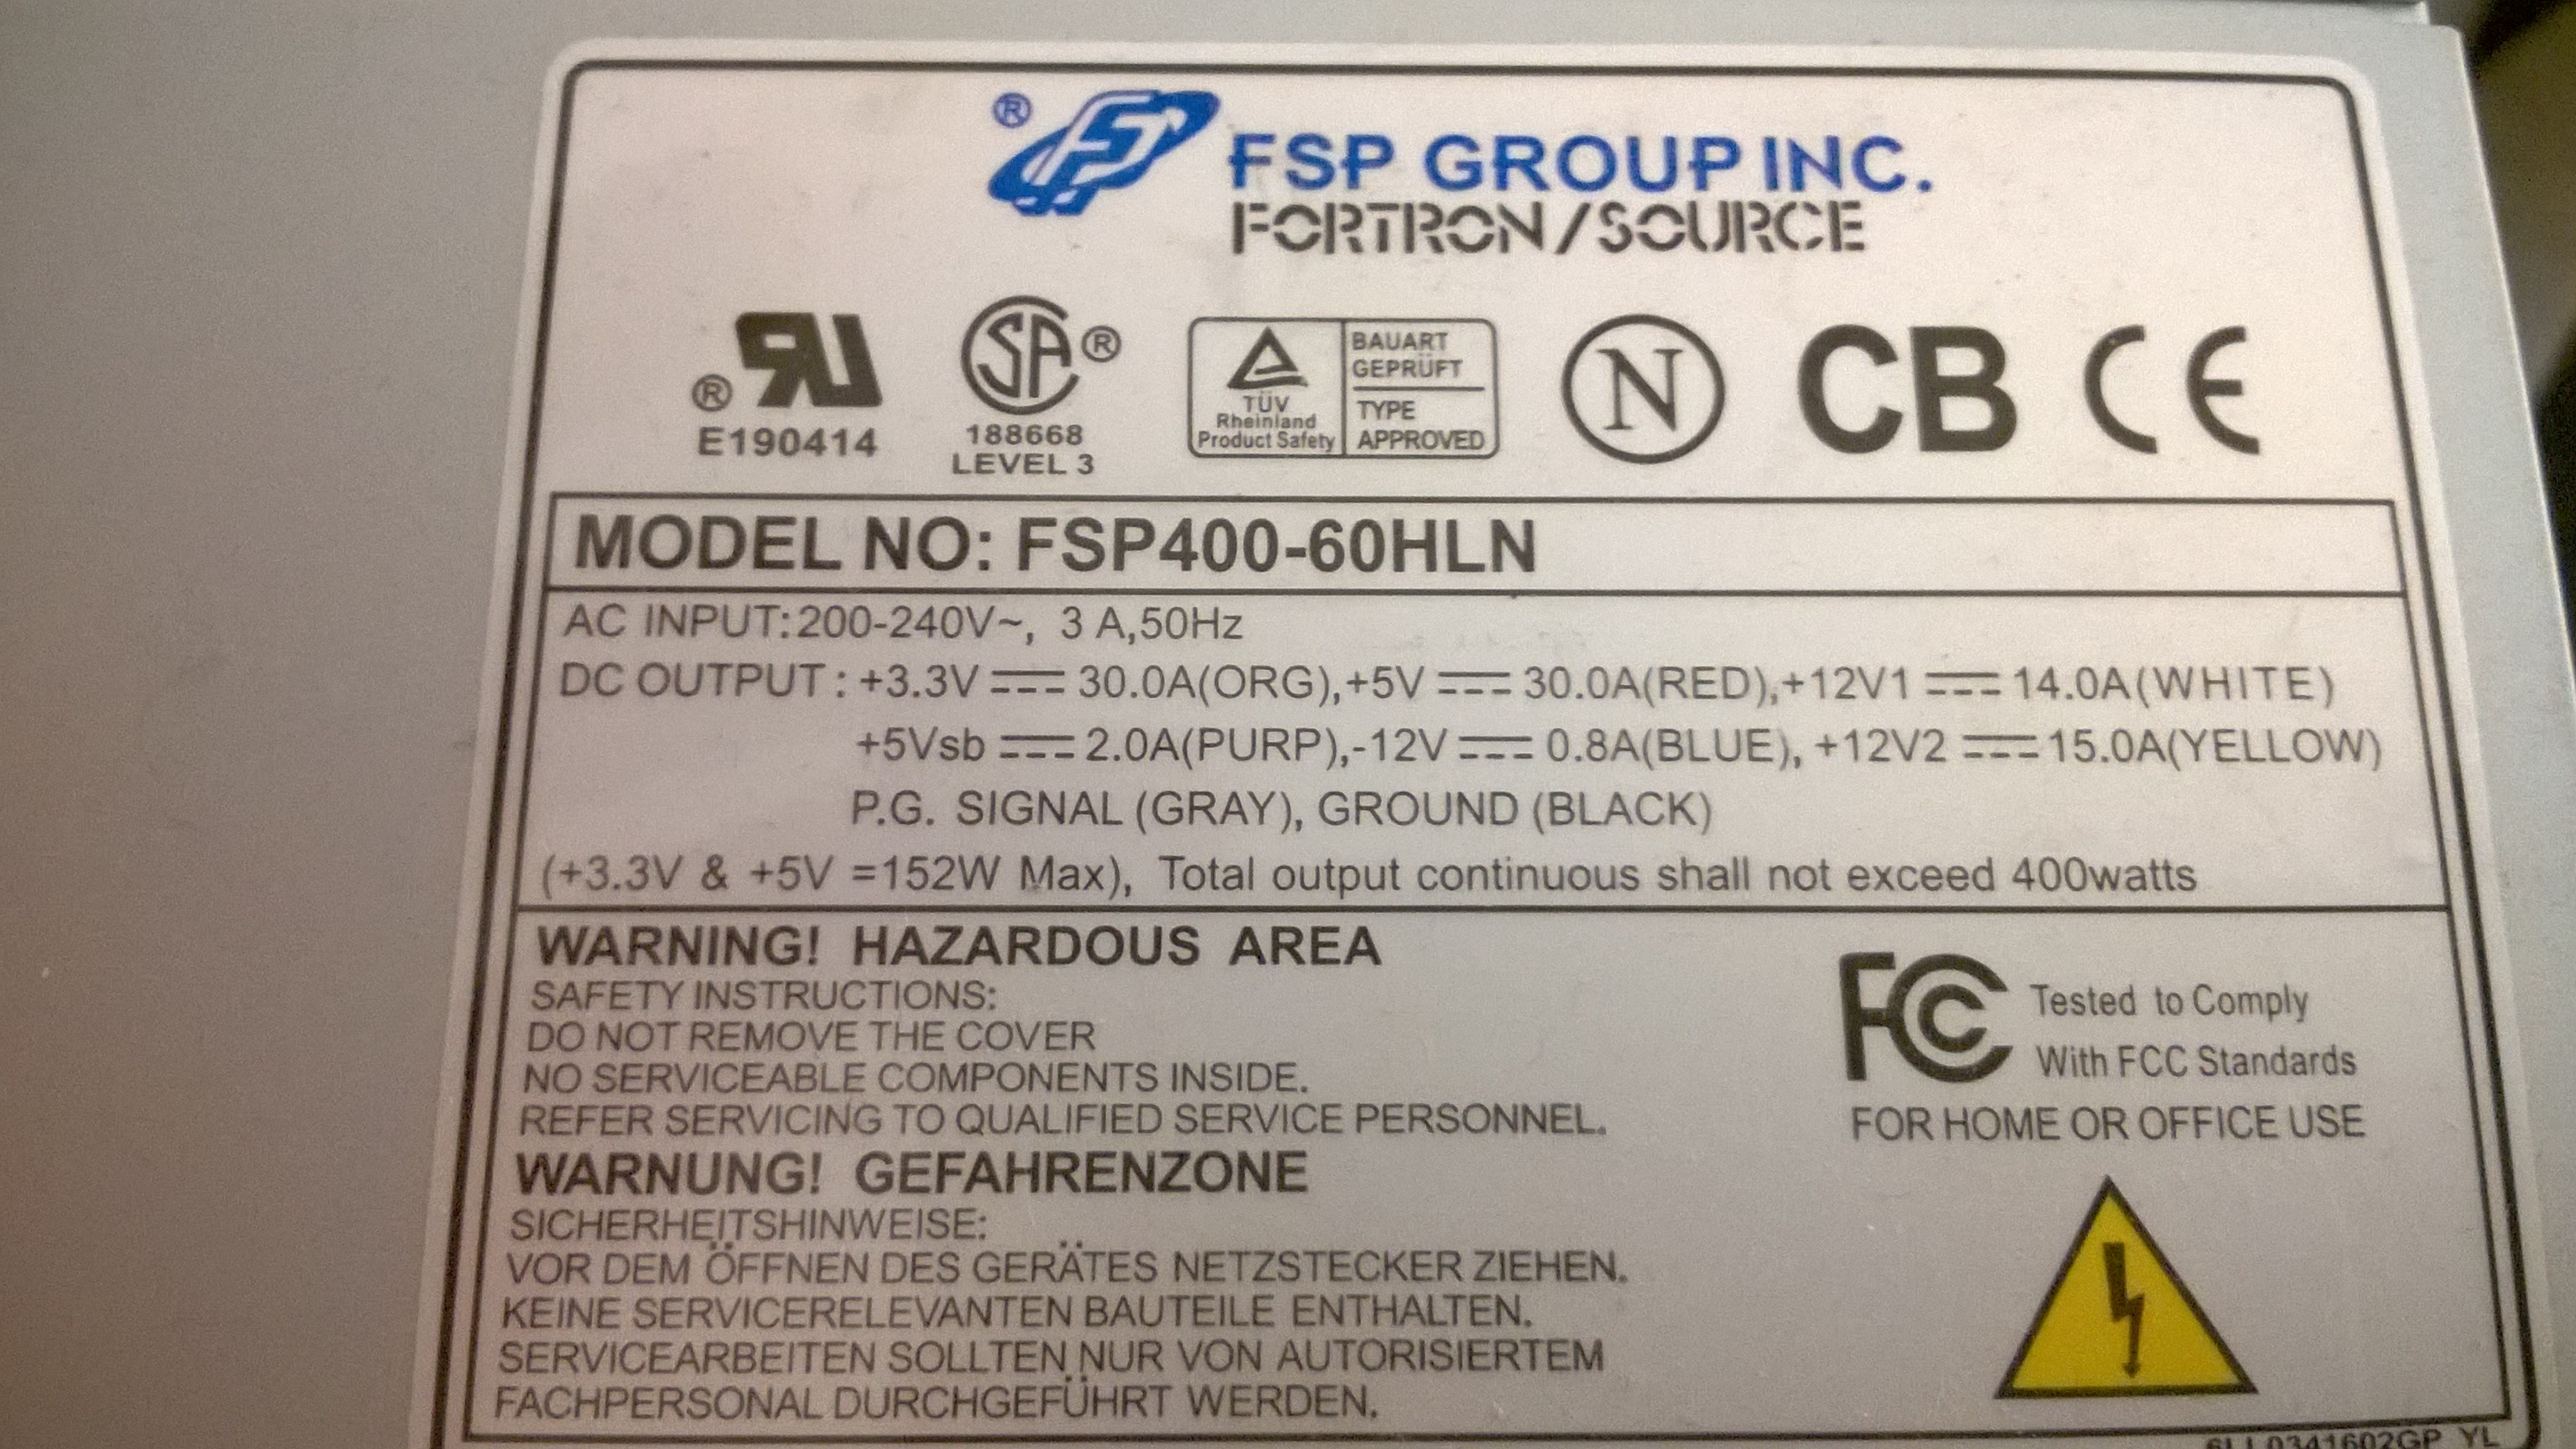 ® FSP GROUP INC.
FORTRON/SOURCE
® RU
E190414
SA ®
188668
LEVEL 3
TÜV
Rheinland
Product Safety
BAUART
GEPRÜFT
TYPE
APPROVED
N
CB
CE
MODEL NO: FSP400-60HLN
AC INPUT:200-240V~, 3 A,50Hz
DC OUTPUT : +3.3V ⎓ 30.0A(ORG),+5V ⎓ 30.0A(RED),+12V1 ⎓ 14.0A(WHITE)
+5Vsb ⎓ 2.0A(PURP),-12V ⎓ 0.8A(BLUE), +12V2 ⎓ 15.0A(YELLOW)
P.G. SIGNAL (GRAY), GROUND (BLACK)
(+3.3V & +5V =152W Max), Total output continuous shall not exceed 400watts
WARNING! HAZARDOUS AREA
SAFETY INSTRUCTIONS:
DO NOT REMOVE THE COVER
NO SERVICEABLE COMPONENTS INSIDE.
REFER SERVICING TO QUALIFIED SERVICE PERSONNEL.
WARNUNG! GEFAHRENZONE
SICHERHEITSHINWEISE:
VOR DEM ÖFFNEN DES GERÄTES NETZSTECKER ZIEHEN.
KEINE SERVICERELEVANTEN BAUTEILE ENTHALTEN.
SERVICEARBEITEN SOLLTEN NUR VON AUTORISIERTEM
FACHPERSONAL DURCHGEFÜHRT WERDEN.
FC Tested to Comply
With FCC Standards
FOR HOME OR OFFICE USE
YL